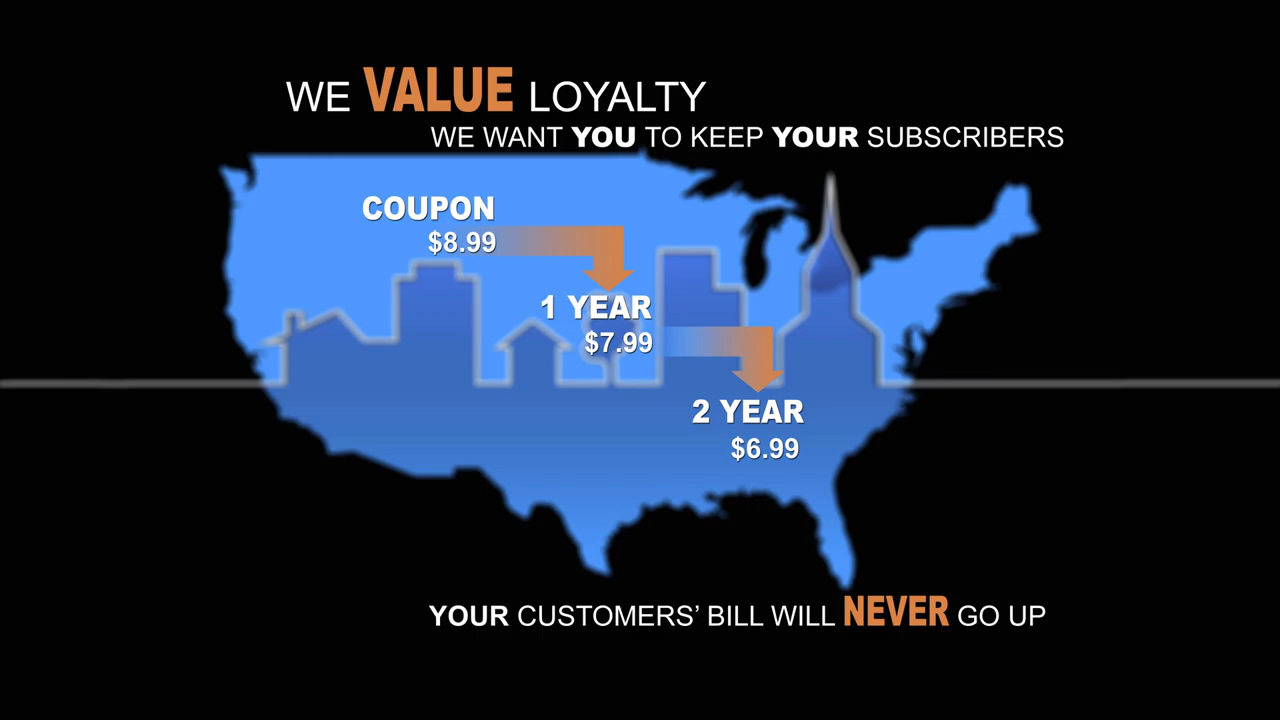 WE VALUE LOYALTY
WE WANT YOU TO KEEP YOUR SUBSCRIBERS
COUPON
$8.99
1 YEAR
$7.99
2 YEAR
$6.99
YOUR CUSTOMERS’ BILL WILL NEVER GO UP